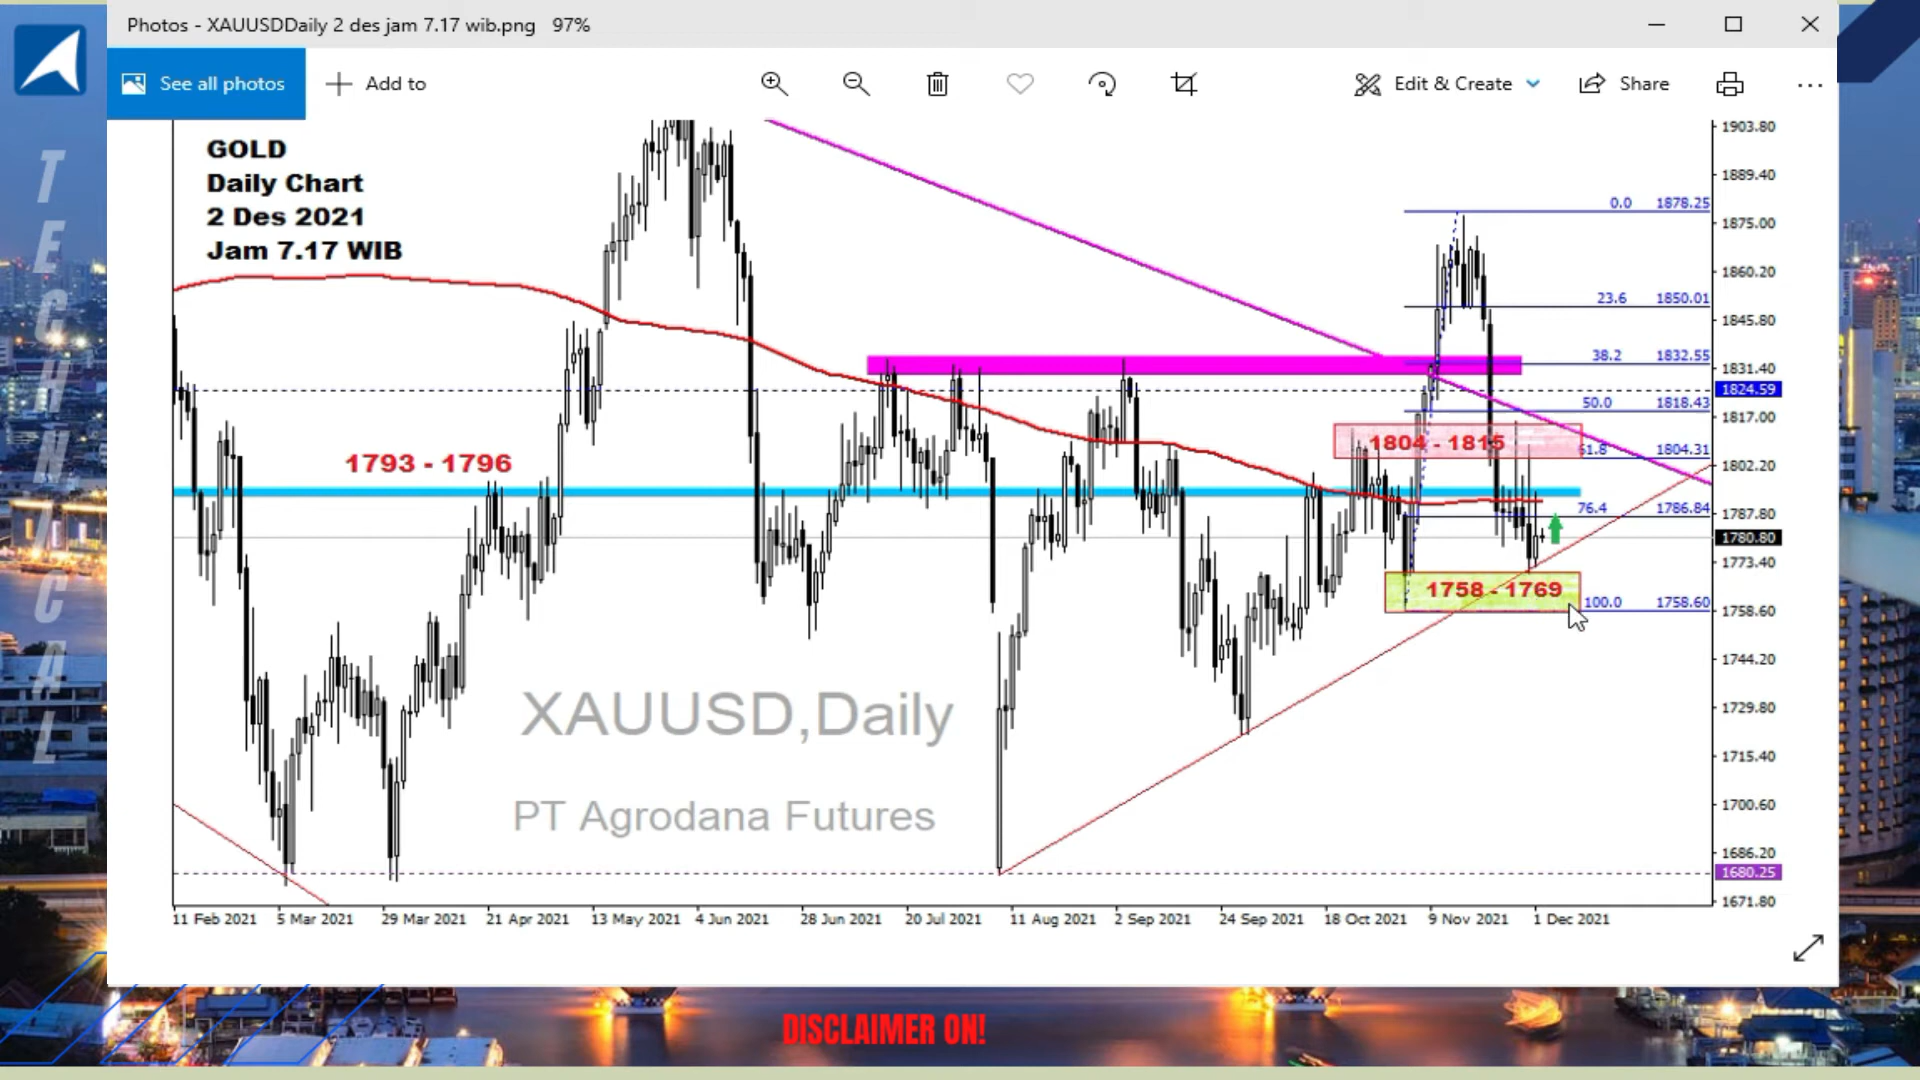 Photos - XAUUSDDaily 2 des jam 7.17 wib.png 97%
See all photos
Add to
Edit & Create
Share
TECHNICAL
GOLD
Daily Chart
2 Des 2021
Jam 7.17 WIB
1903.80
1889.40
0.0 1878.25
1875.00
1860.20
23.6 1850.01
1845.80
38.2 1832.55
1831.40
1824.59
50.0 1818.43
1817.00
1804 - 1815
61.8 1804.31
1793 - 1796
1802.20
76.4 1786.84
1787.80
1780.80
1773.40
1758 - 1769
100.0 1758.60
1758.60
1744.20
XAUUSD,Daily
1729.80
1715.40
PT Agrodana Futures
1700.60
1686.20
1680.25
1671.80
11 Feb 2021 5 Mar 2021 29 Mar 2021 21 Apr 2021 13 May 2021 4 Jun 2021 28 Jun 2021 20 Jul 2021 11 Aug 2021 2 Sep 2021 24 Sep 2021 18 Oct 2021 9 Nov 2021 1 Dec 2021
DISCLAIMER ON!